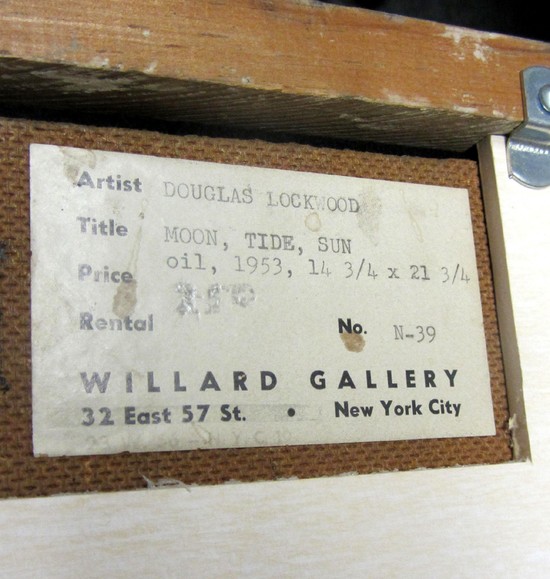 Artist DOUGLAS LOCKWOOD
Title MOON, TIDE, SUN
oil, 1953, 14 3/4 x 21 3/4
Price
Rental No. N-39
WILLARD GALLERY
32 East 57 St. • New York City